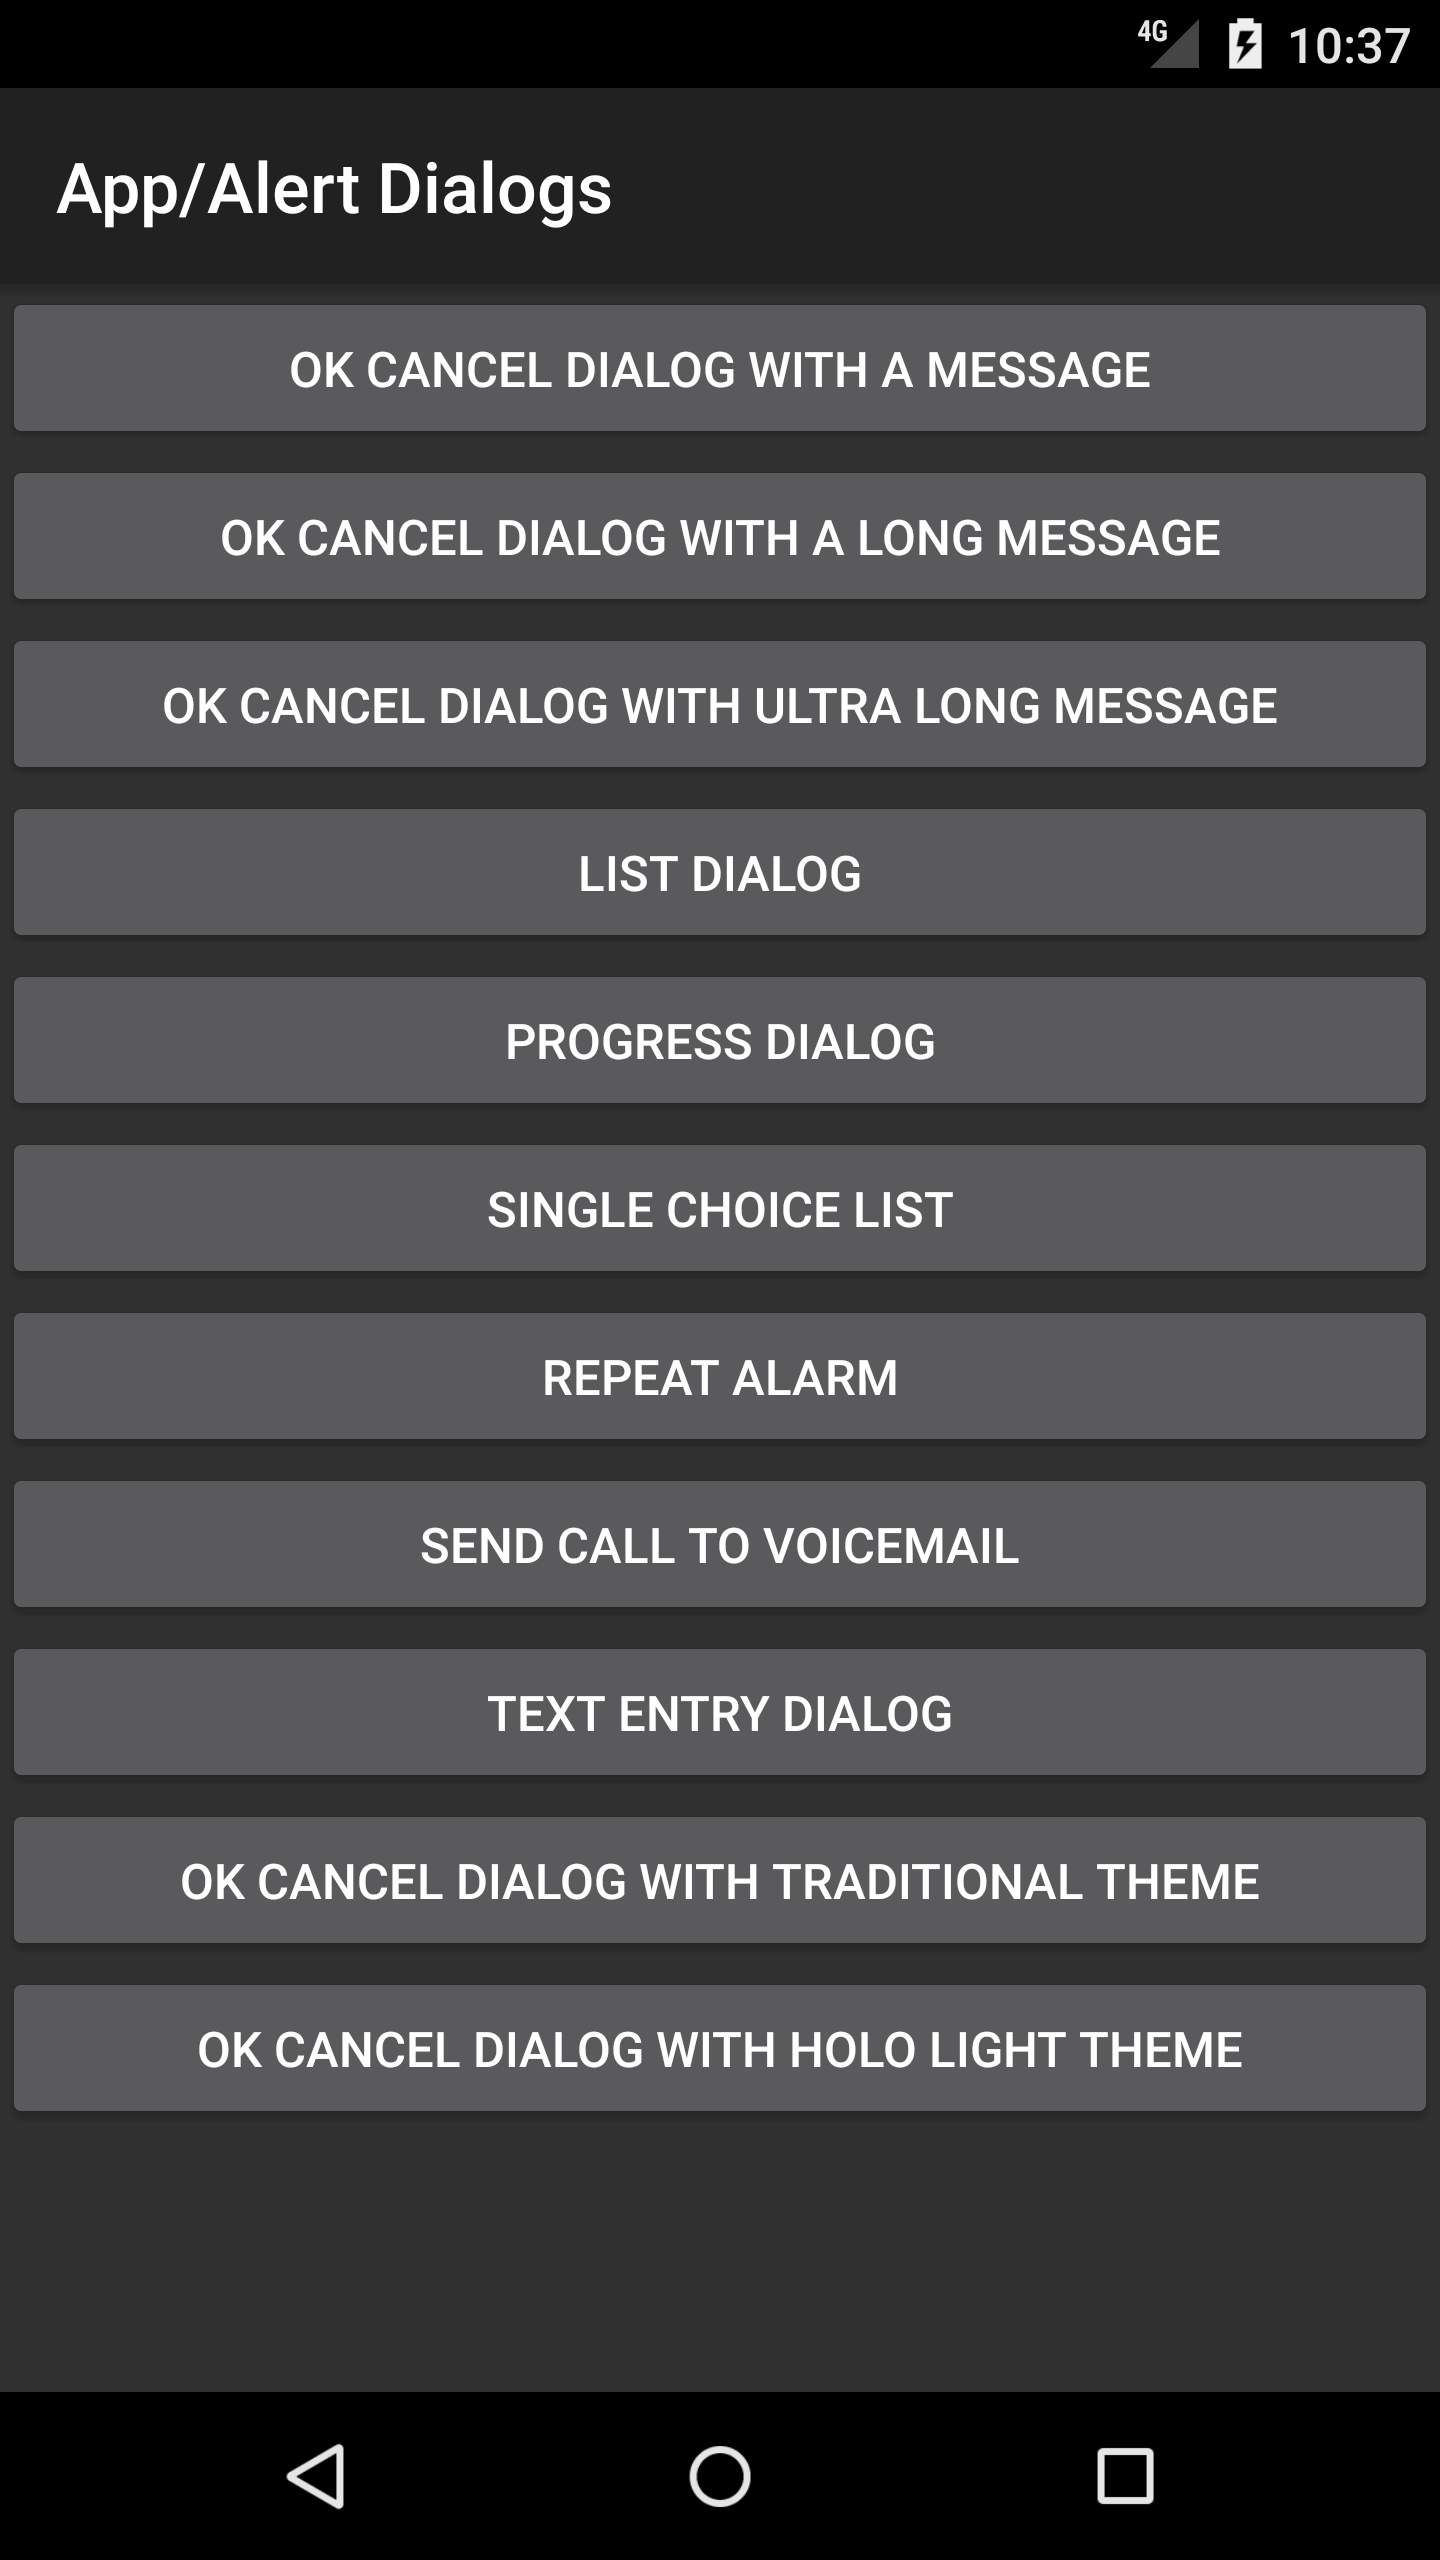 4G 10:37
App/Alert Dialogs
OK CANCEL DIALOG WITH A MESSAGE
OK CANCEL DIALOG WITH A LONG MESSAGE
OK CANCEL DIALOG WITH ULTRA LONG MESSAGE
LIST DIALOG
PROGRESS DIALOG
SINGLE CHOICE LIST
REPEAT ALARM
SEND CALL TO VOICEMAIL
TEXT ENTRY DIALOG
OK CANCEL DIALOG WITH TRADITIONAL THEME
OK CANCEL DIALOG WITH HOLO LIGHT THEME